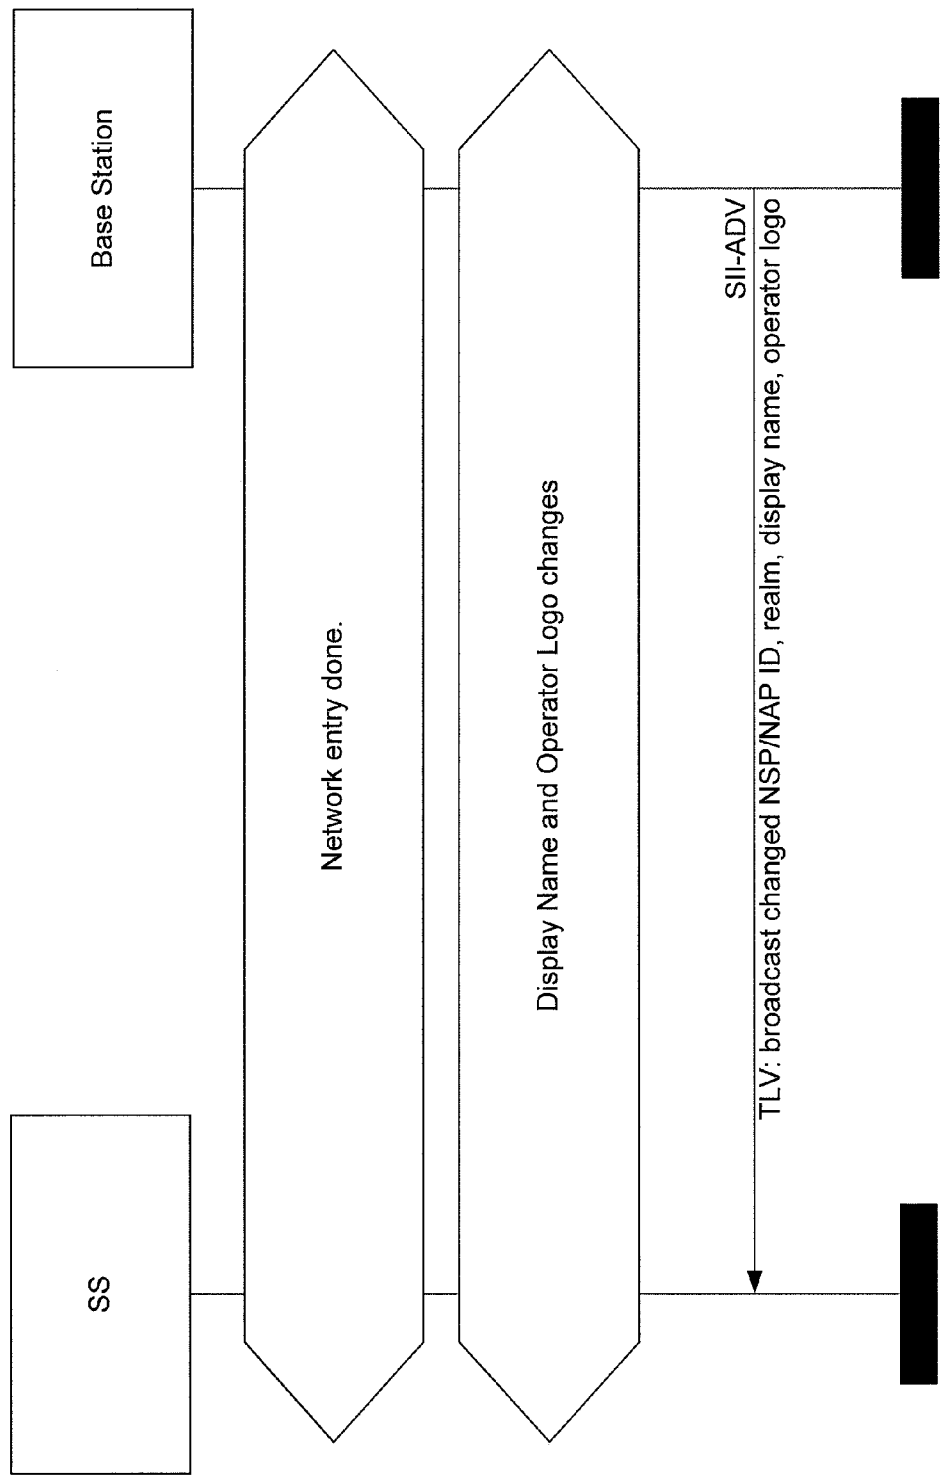 SS
Base Station
Network entry done.
Display Name and Operator Logo changes
SII-ADV
TLV: broadcast changed NSP/NAP ID, realm, display name, operator logo